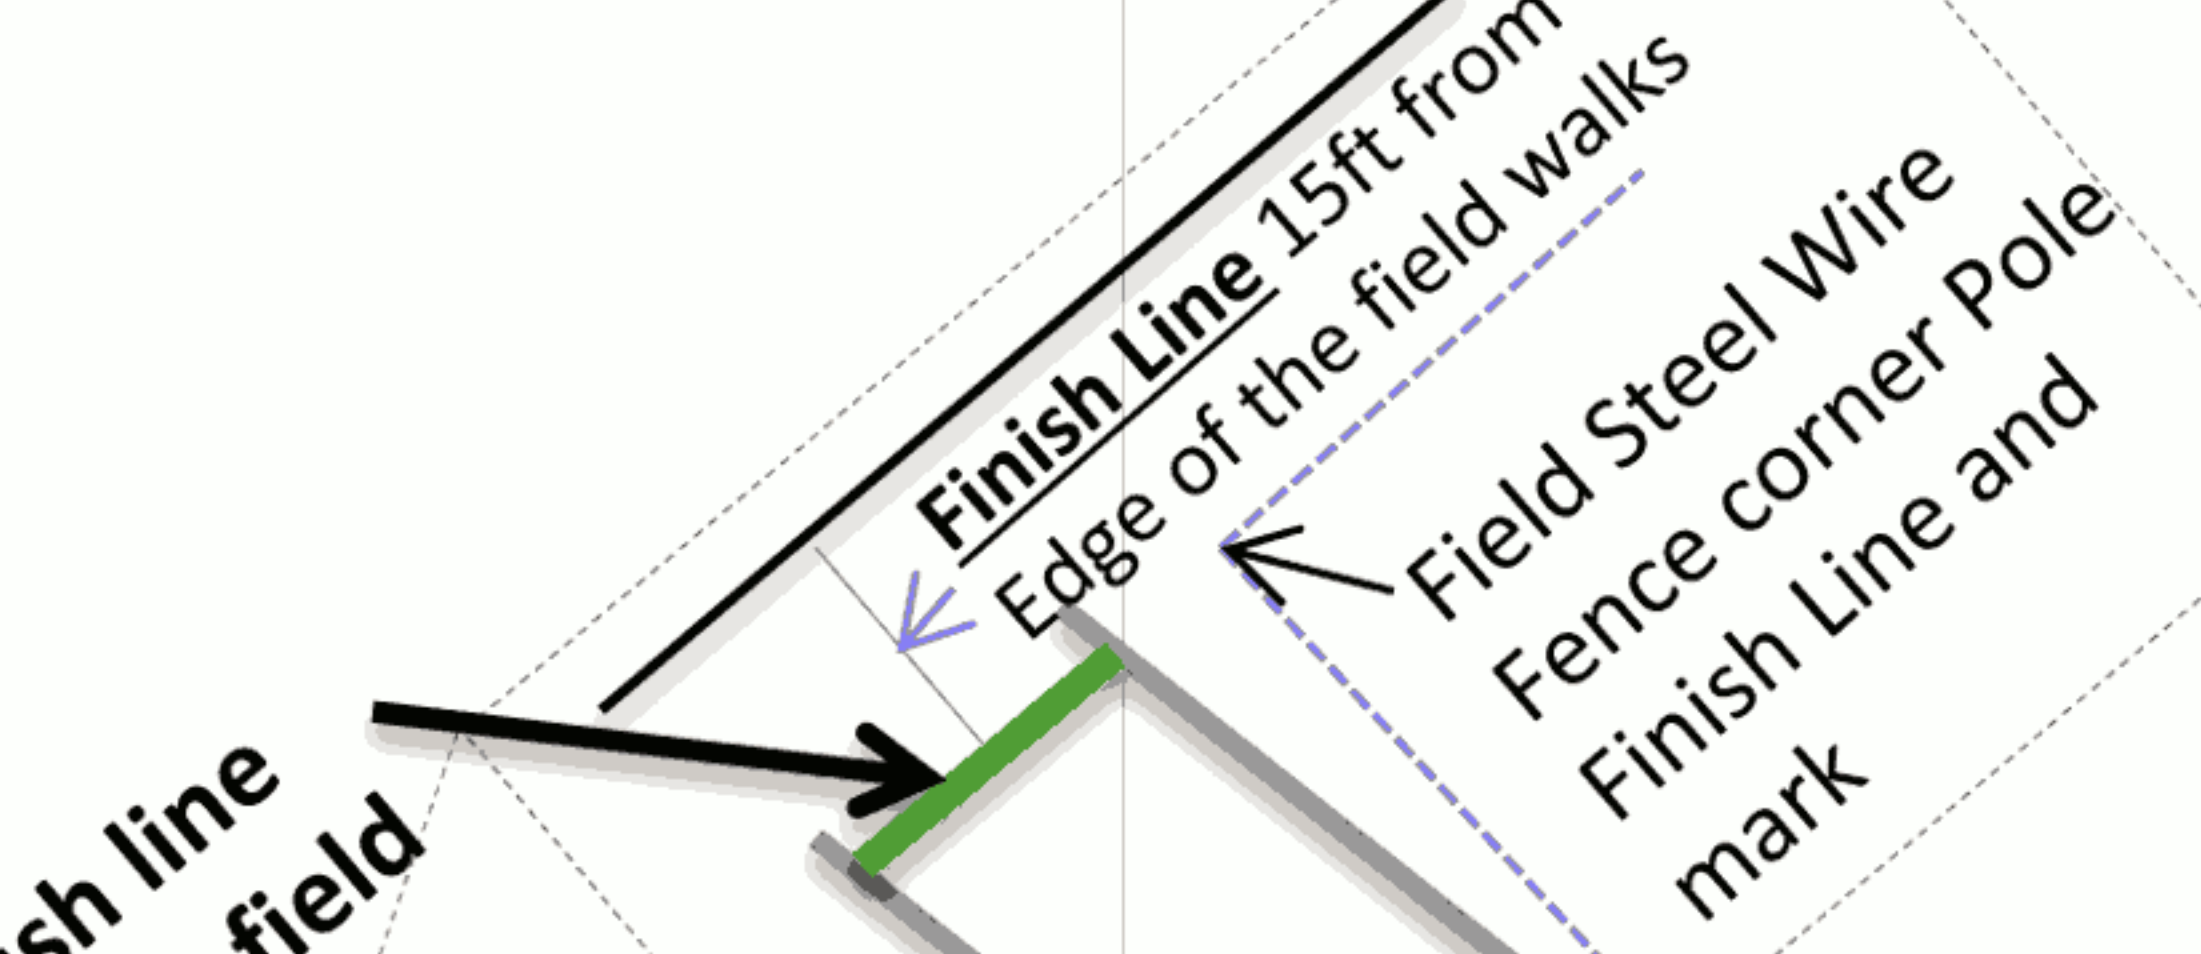 Finish Line 15ft from
Edge of the field walks
Field Steel Wire
Fence corner Pole
Finish Line and
mark
line
field